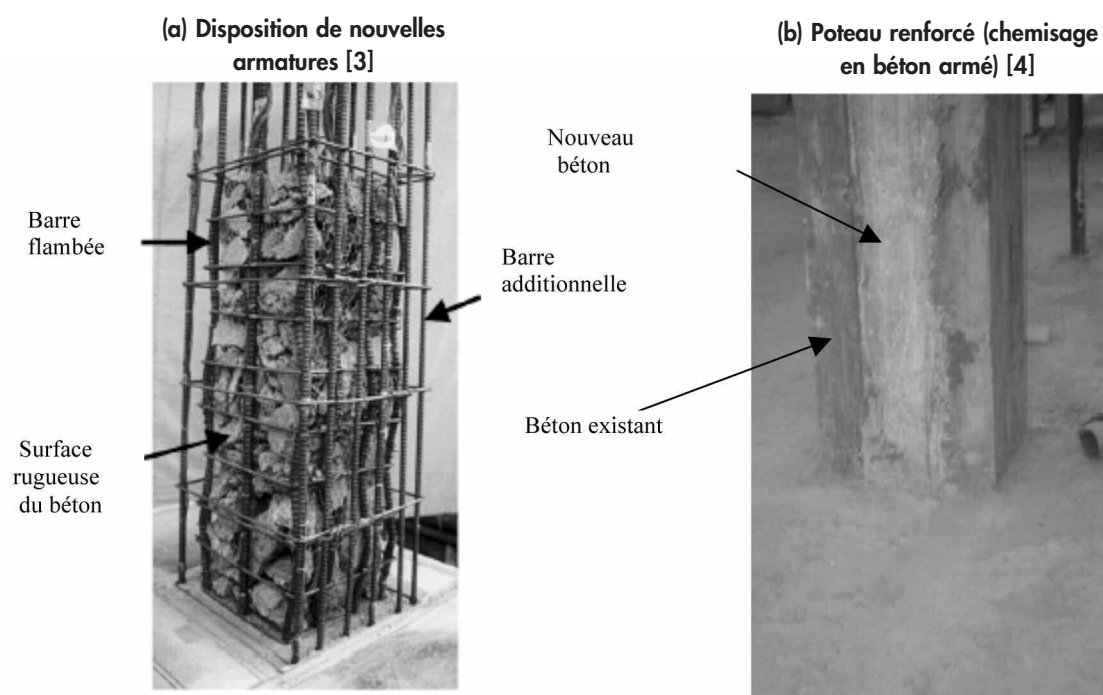 (a) Disposition de nouvelles
armatures [3]
Barre
flambée
Surface
rugueuse
du béton
Barre
additionnelle
(b) Poteau renforcé (chemisage
en béton armé) [4]
Nouveau
béton
Béton existant